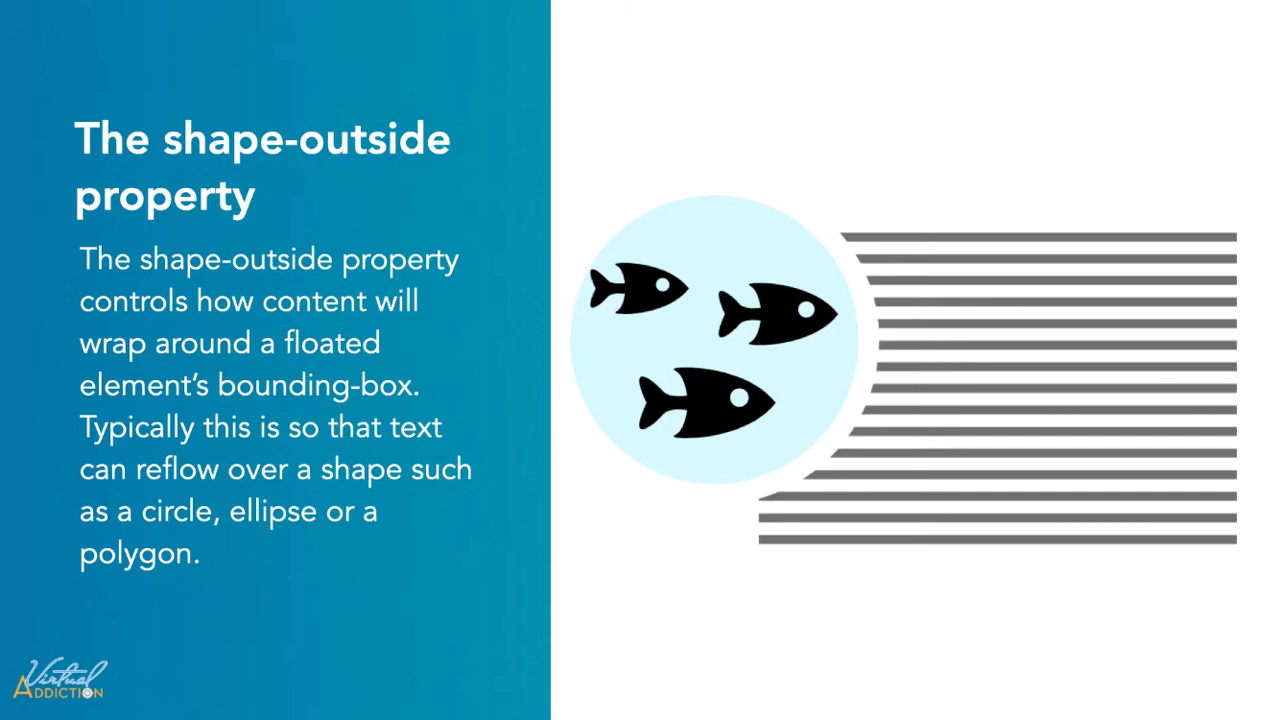 The shape-outside
property
The shape-outside property
controls how content will
wrap around a floated
element’s bounding-box.
Typically this is so that text
can reflow over a shape such
as a circle, ellipse or a
polygon.
Virtual
ADDICTION